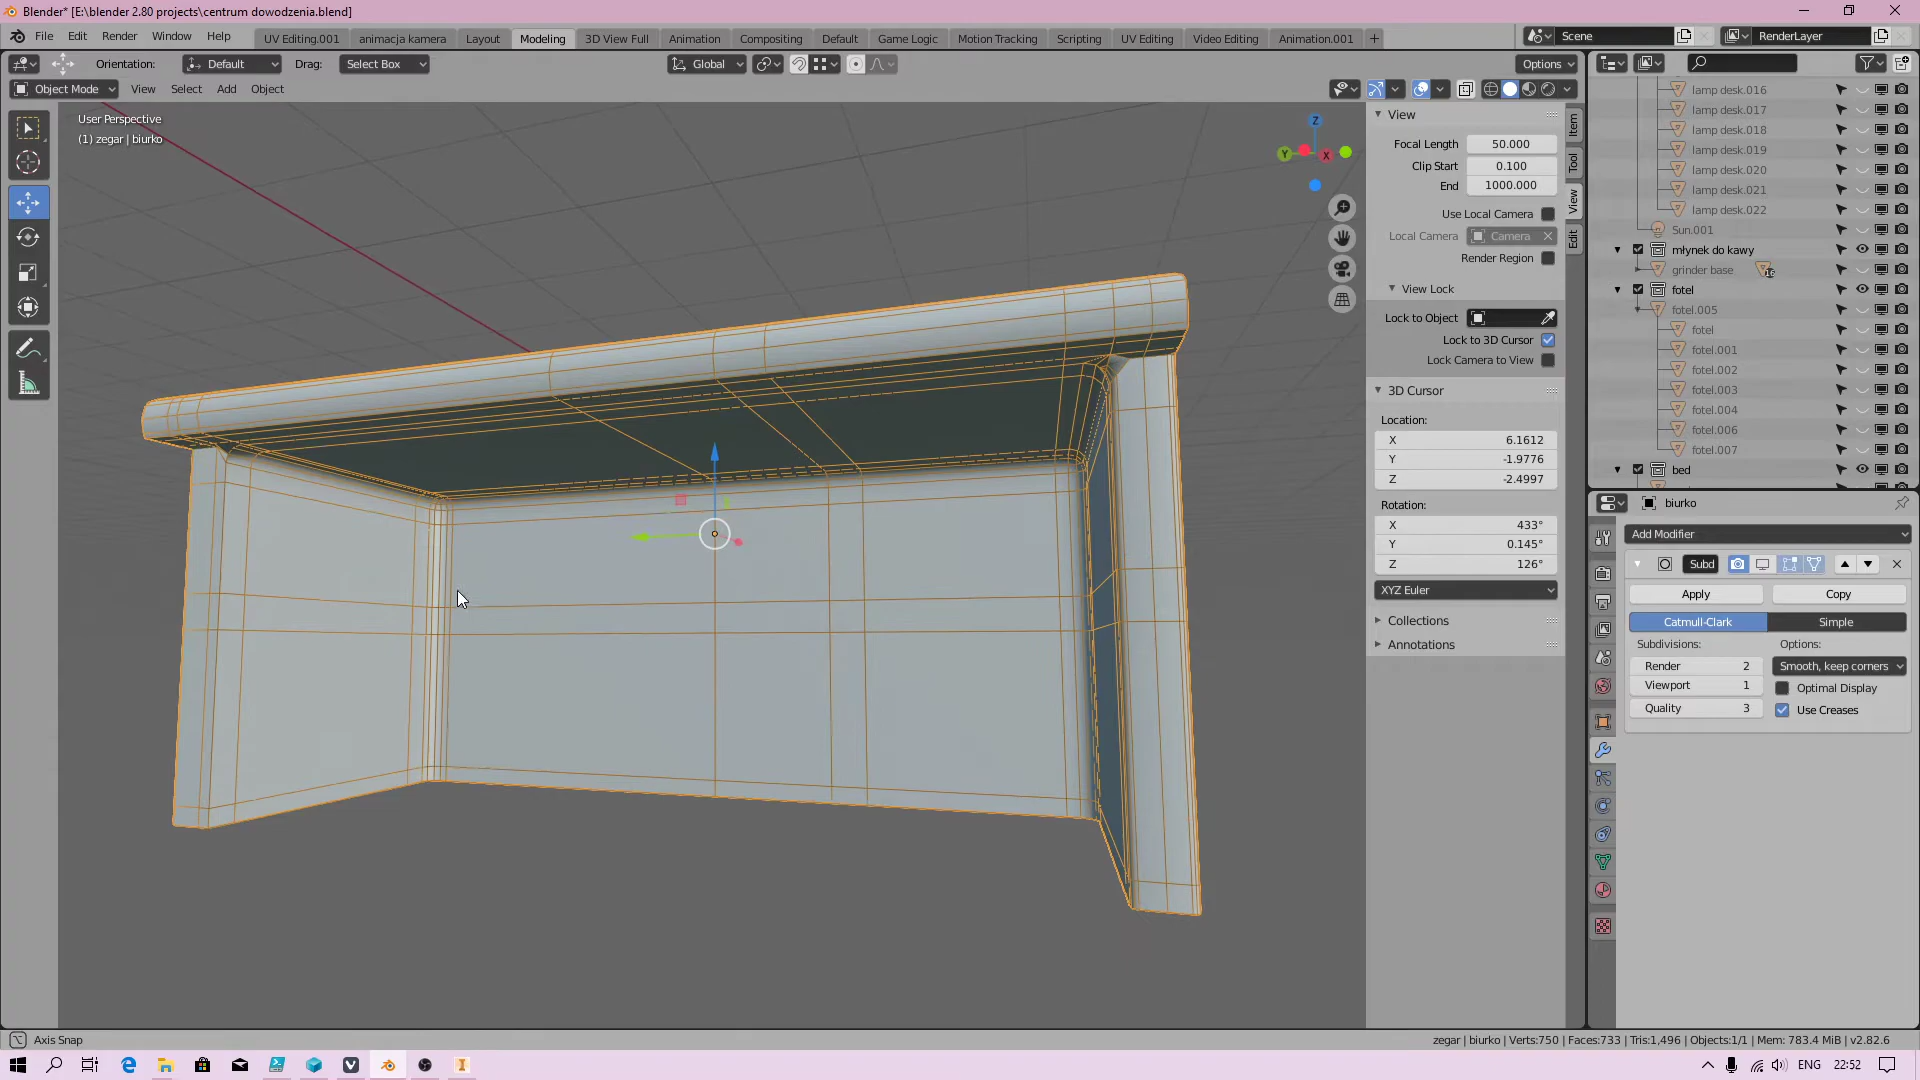 Blender* [E:\blender 2.80 projects\centrum dowodzenia.blend]
File Edit Render Window Help UV Editing.001 animacja kamera Layout Modeling 3D View Full Animation Compositing Default Game Logic Motion Tracking Scripting UV Editing Video Editing Animation.001 + Scene RenderLayer
Orientation: Default Drag: Select Box Global Options
Object Mode View Select Add Object
User Perspective
(1) zegar | biurko
Z
Y
X
View
Focal Length 50.000
Clip Start 0.100
End 1000.000
Use Local Camera
Local Camera Camera
Render Region
View Lock
Lock to Object
Lock to 3D Cursor
Lock Camera to View
3D Cursor
Location:
X 6.1612
Y -1.9776
Z -2.4997
Rotation:
X 433°
Y 0.145°
Z 126°
XYZ Euler
Collections
Annotations
Item
Tool
View
Edit
lamp desk.016
lamp desk.017
lamp desk.018
lamp desk.019
lamp desk.020
lamp desk.021
lamp desk.022
Sun.001
młynek do kawy
grinder base 16
fotel
fotel.005
fotel
fotel.001
fotel.002
fotel.003
fotel.004
fotel.006
fotel.007
bed
biurko
Add Modifier
Subd
Apply Copy
Catmull-Clark Simple
Subdivisions: Options:
Render 2 Smooth, keep corners
Viewport 1 Optimal Display
Quality 3 Use Creases
Axis Snap
zegar | biurko | Verts:750 | Faces:733 | Tris:1,496 | Objects:1/1 | Mem: 783.4 MiB | v2.82.6
ENG 22:52